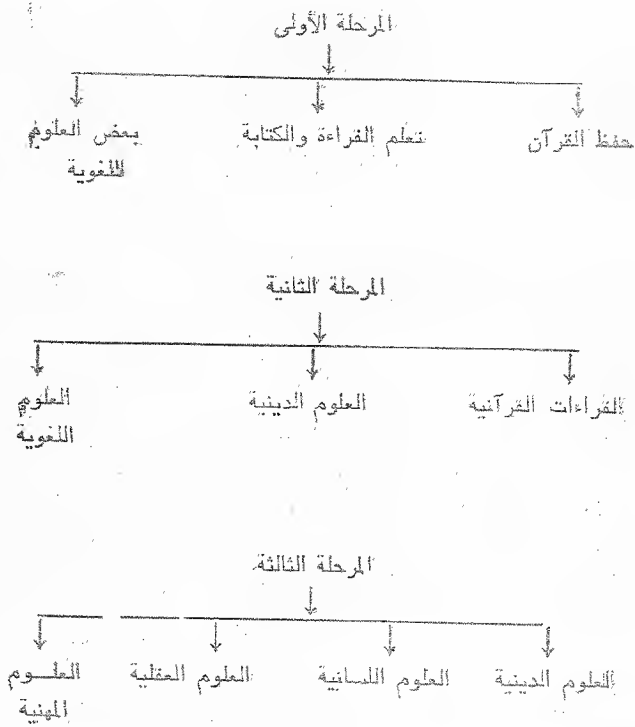 المرحلة الأولى
حفظ القرآن تعلم القراءة والكتابة بعض العلوم
اللغوية
المرحلة الثانية
القراءات القرآنية العلوم الدينية العلوم
اللغوية
المرحلة الثالثة
العلوم الدينية العلوم اللسانية العلوم العقلية العلـــوم
المهنية